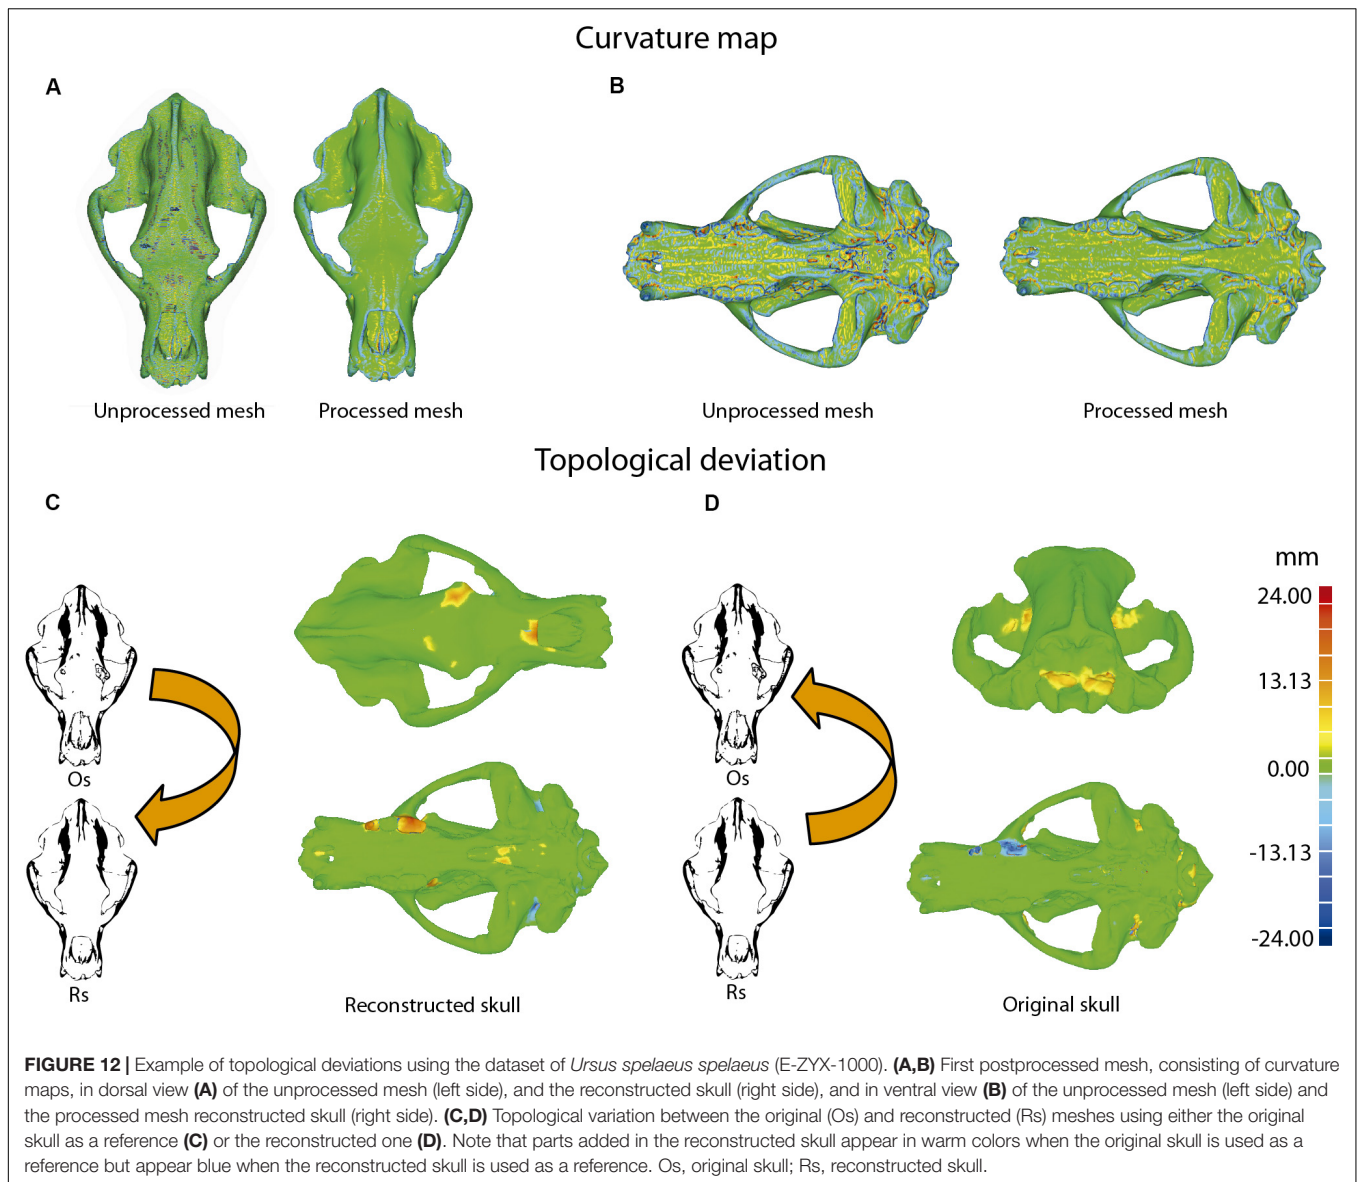 Curvature map
A
B
Unprocessed mesh
Processed mesh
Unprocessed mesh
Processed mesh
Topological deviation
C
D
Os
Rs
Reconstructed skull
Os
Rs
Original skull
mm
24.00
13.13
0.00
-13.13
-24.00
FIGURE 12 | Example of topological deviations using the dataset of Ursus spelaeus spelaeus (E-ZYX-1000). (A,B) First postprocessed mesh, consisting of curvature
maps, in dorsal view (A) of the unprocessed mesh (left side), and the reconstructed skull (right side), and in ventral view (B) of the unprocessed mesh (left side) and
the processed mesh reconstructed skull (right side). (C,D) Topological variation between the original (Os) and reconstructed (Rs) meshes using either the original
skull as a reference (C) or the reconstructed one (D). Note that parts added in the reconstructed skull appear in warm colors when the original skull is used as a
reference but appear blue when the reconstructed skull is used as a reference. Os, original skull; Rs, reconstructed skull.